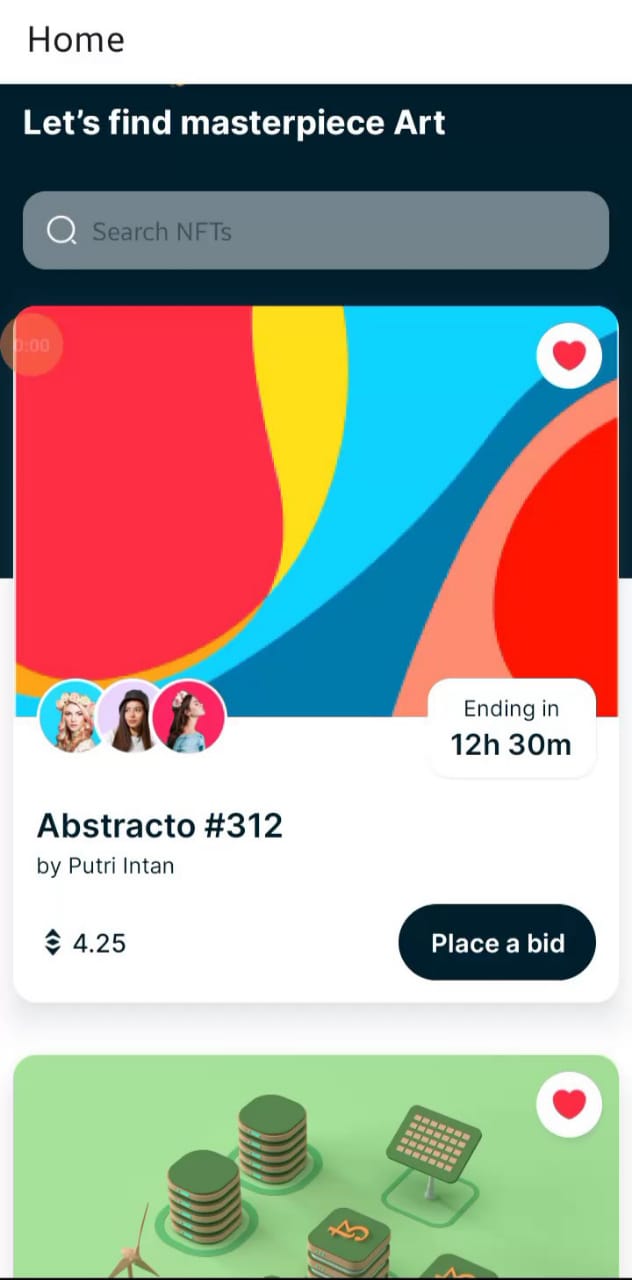 Home
Let’s find masterpiece Art
Search NFTs
0:00
Ending in
12h 30m
Abstracto #312
by Putri Intan
4.25
Place a bid